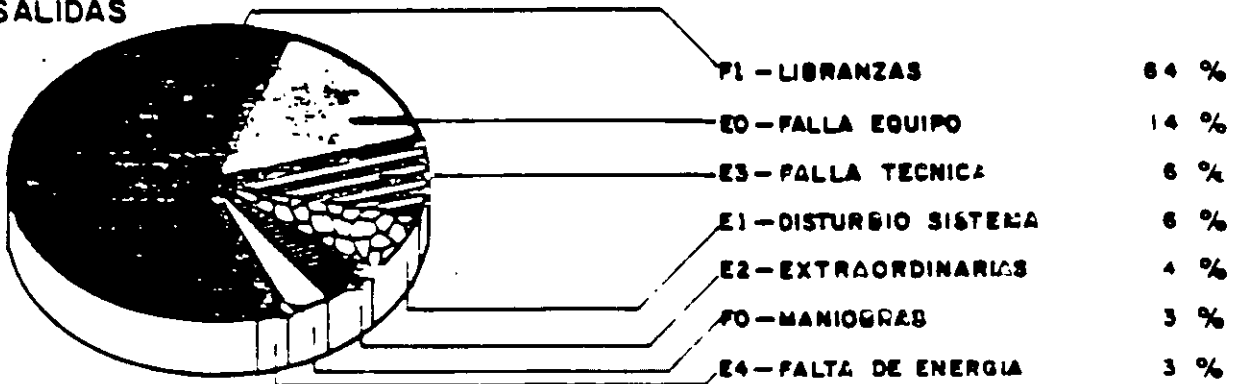 SALIDAS
F1 - LIBRANZAS 64 %
E0 - FALLA EQUIPO 14 %
E3 - FALLA TECNICA 6 %
E1 - DISTURBIO SISTEMA 6 %
E2 - EXTRAORDINARIAS 4 %
F0 - MANIOBRAS 3 %
E4 - FALTA DE ENERGIA 3 %